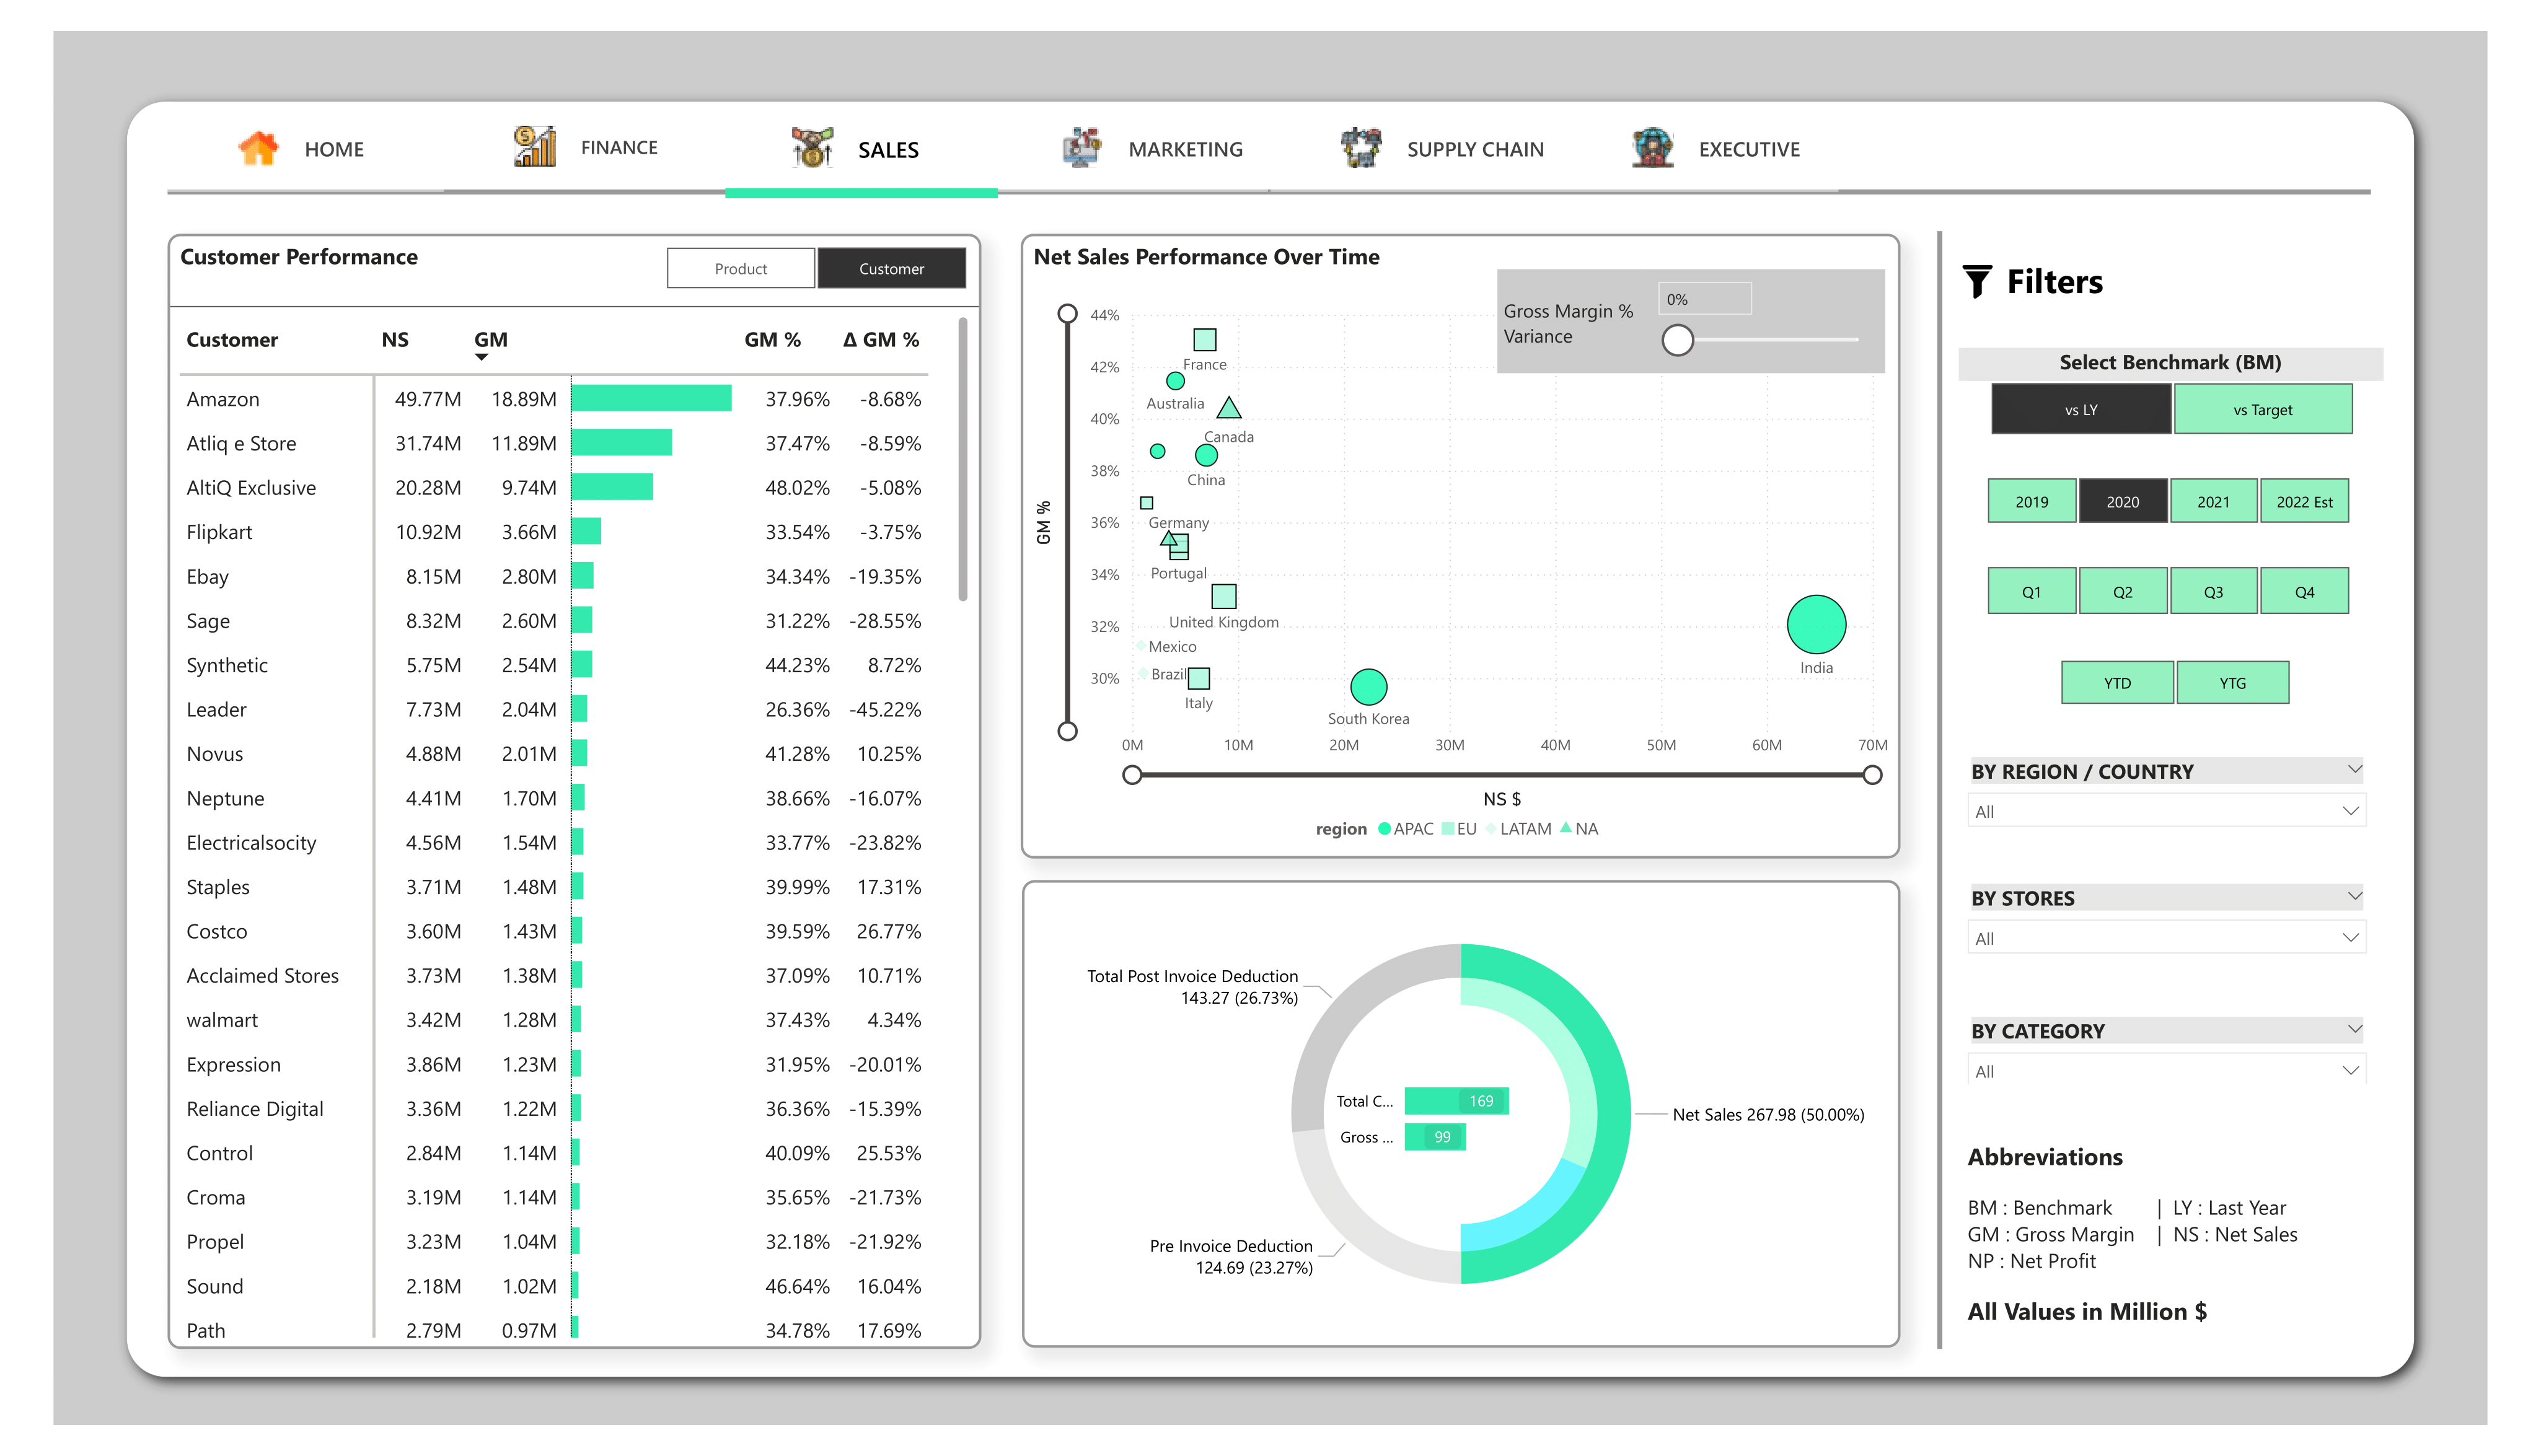 HOME
FINANCE
SALES
MARKETING
SUPPLY CHAIN
EXECUTIVE
Customer Performance
Product
Customer
Customer NS GM GM % Δ GM %
Amazon 49.77M 18.89M 37.96% -8.68%
Atliq e Store 31.74M 11.89M 37.47% -8.59%
AltiQ Exclusive 20.28M 9.74M 48.02% -5.08%
Flipkart 10.92M 3.66M 33.54% -3.75%
Ebay 8.15M 2.80M 34.34% -19.35%
Sage 8.32M 2.60M 31.22% -28.55%
Synthetic 5.75M 2.54M 44.23% 8.72%
Leader 7.73M 2.04M 26.36% -45.22%
Novus 4.88M 2.01M 41.28% 10.25%
Neptune 4.41M 1.70M 38.66% -16.07%
Electricalsocity 4.56M 1.54M 33.77% -23.82%
Staples 3.71M 1.48M 39.99% 17.31%
Costco 3.60M 1.43M 39.59% 26.77%
Acclaimed Stores 3.73M 1.38M 37.09% 10.71%
walmart 3.42M 1.28M 37.43% 4.34%
Expression 3.86M 1.23M 31.95% -20.01%
Reliance Digital 3.36M 1.22M 36.36% -15.39%
Control 2.84M 1.14M 40.09% 25.53%
Croma 3.19M 1.14M 35.65% -21.73%
Propel 3.23M 1.04M 32.18% -21.92%
Sound 2.18M 1.02M 46.64% 16.04%
Path 2.79M 0.97M 34.78% 17.69%
Net Sales Performance Over Time
Gross Margin %
Variance
0%
GM %
44%
42%
40%
38%
36%
34%
32%
30%
France
Australia
Canada
China
Germany
Portugal
United Kingdom
Mexico
Brazil
Italy
South Korea
India
0M 10M 20M 30M 40M 50M 60M 70M
NS $
region APAC EU LATAM NA
Total Post Invoice Deduction
143.27 (26.73%)
Total C... 169
Gross ... 99
Net Sales 267.98 (50.00%)
Pre Invoice Deduction
124.69 (23.27%)
Filters
Select Benchmark (BM)
vs LY
vs Target
2019
2020
2021
2022 Est
Q1
Q2
Q3
Q4
YTD
YTG
BY REGION / COUNTRY
All
BY STORES
All
BY CATEGORY
All
Abbreviations
BM : Benchmark | LY : Last Year
GM : Gross Margin | NS : Net Sales
NP : Net Profit
All Values in Million $